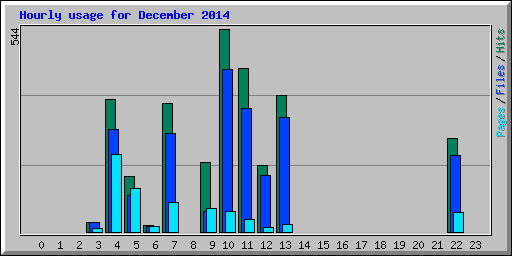 Hourly usage for December 2014
544
Pages/Files/Hits
0 1 2 3 4 5 6 7 8 9 10 11 12 13 14 15 16 17 18 19 20 21 22 23